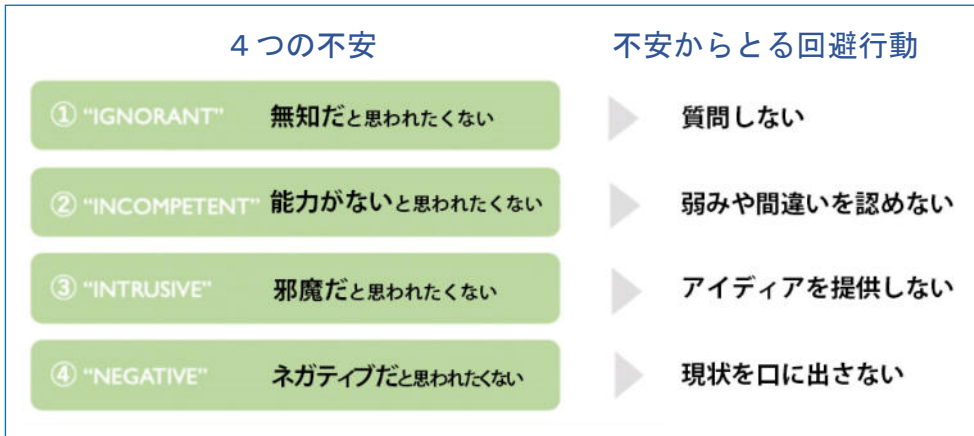 ４つの不安 不安からとる回避行動
① "IGNORANT" 無知だと思われたくない 質問しない
② "INCOMPETENT" 能力がないと思われたくない 弱みや間違いを認めない
③ "INTRUSIVE" 邪魔だと思われたくない アイディアを提供しない
④ "NEGATIVE" ネガティブだと思われたくない 現状を口に出さない